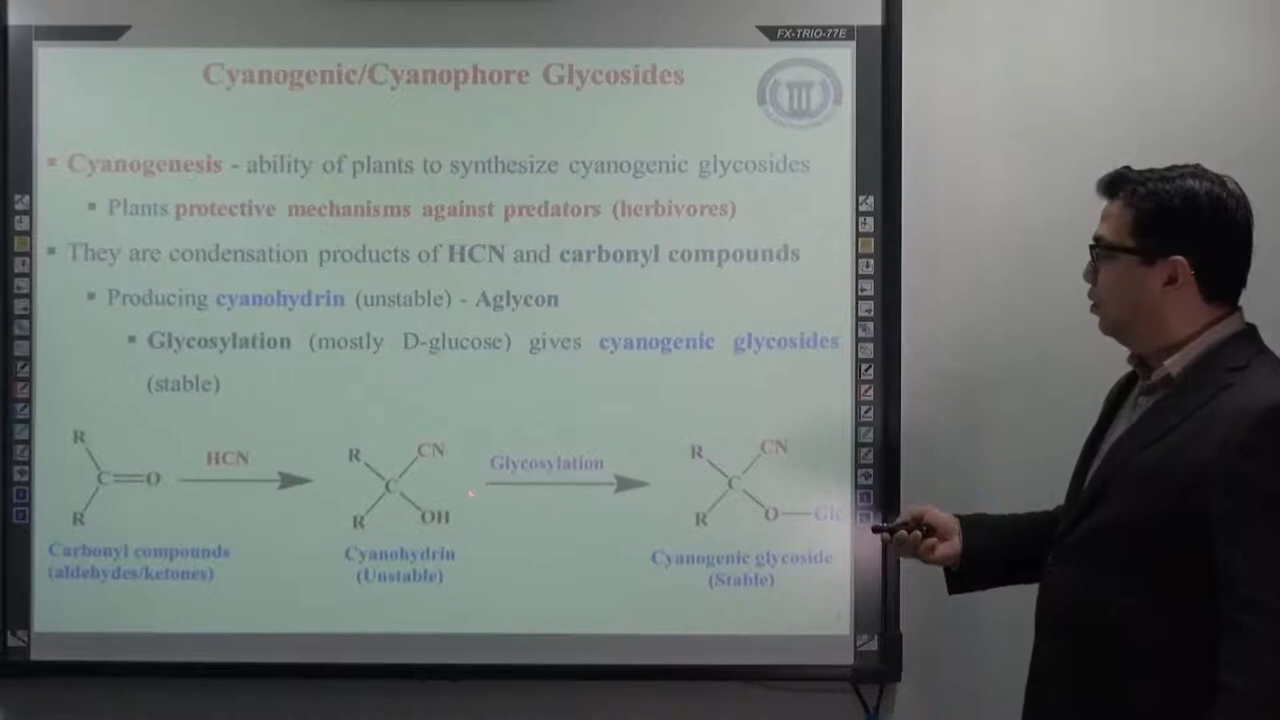 FX-TRIO-77E
Cyanogenic/Cyanophore Glycosides
▪ Cyanogenesis - ability of plants to synthesize cyanogenic glycosides
▪ Plants protective mechanisms against predators (herbivores)
▪ They are condensation products of HCN and carbonyl compounds
▪ Producing cyanohydrin (unstable) - Aglycon
▪ Glycosylation (mostly D-glucose) gives cyanogenic glycosides
(stable)
R
R
C=O
HCN
R
CN
C
R
OH
Glycosylation
R
CN
C
R
O—Glc
Carbonyl compounds
(aldehydes/ketones)
Cyanohydrin
(Unstable)
Cyanogenic glycoside
(Stable)